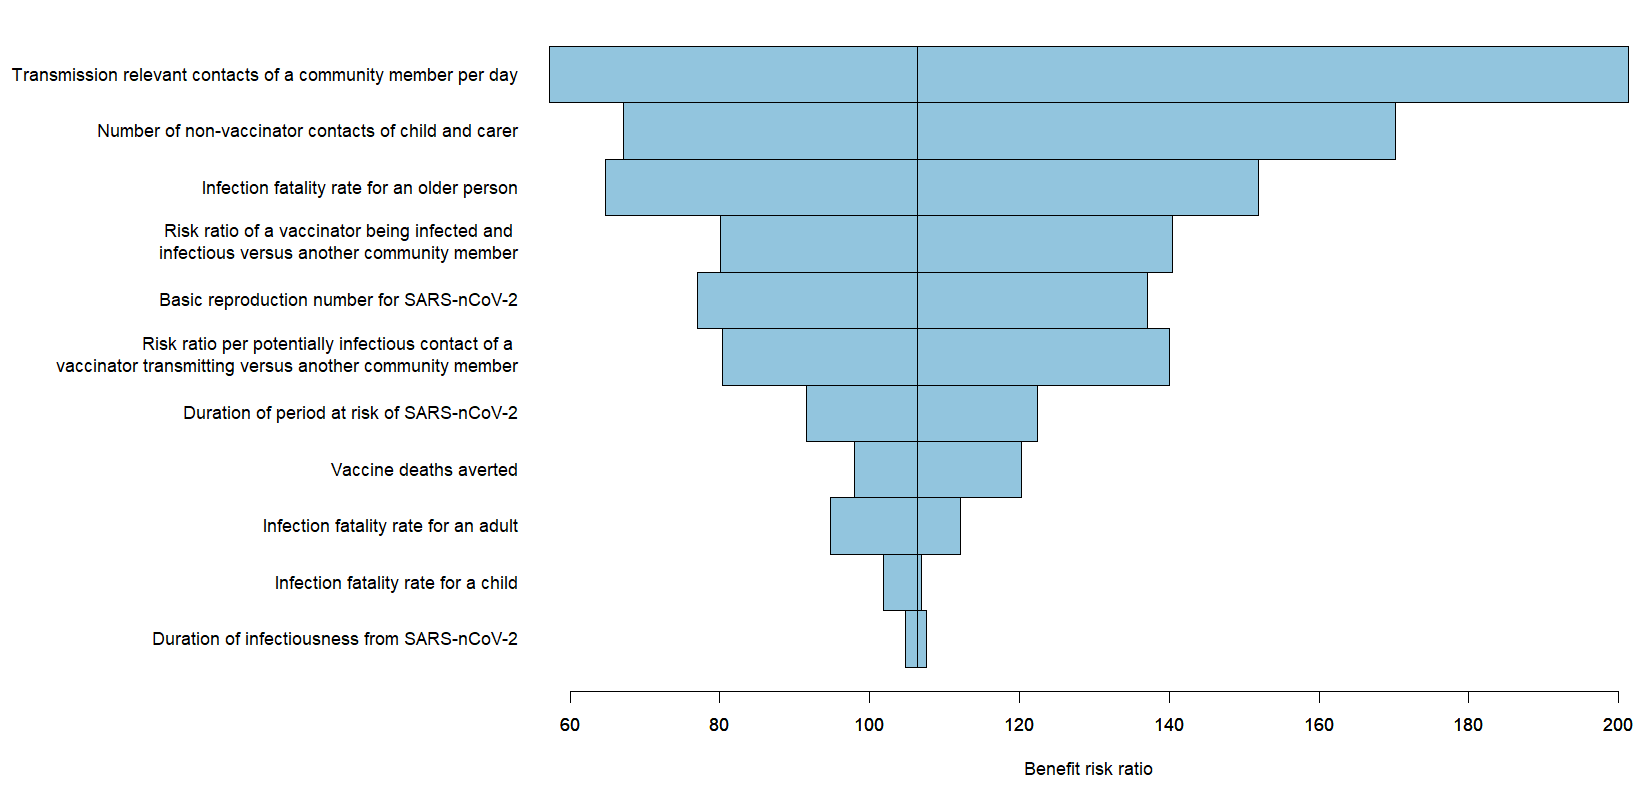 Transmission relevant contacts of a community member per day
Number of non-vaccinator contacts of child and carer
Infection fatality rate for an older person
Risk ratio of a vaccinator being infected and
infectious versus another community member
Basic reproduction number for SARS-nCoV-2
Risk ratio per potentially infectious contact of a
vaccinator transmitting versus another community member
Duration of period at risk of SARS-nCoV-2
Vaccine deaths averted
Infection fatality rate for an adult
Infection fatality rate for a child
Duration of infectiousness from SARS-nCoV-2
60 80 100 120 140 160 180 200
Benefit risk ratio